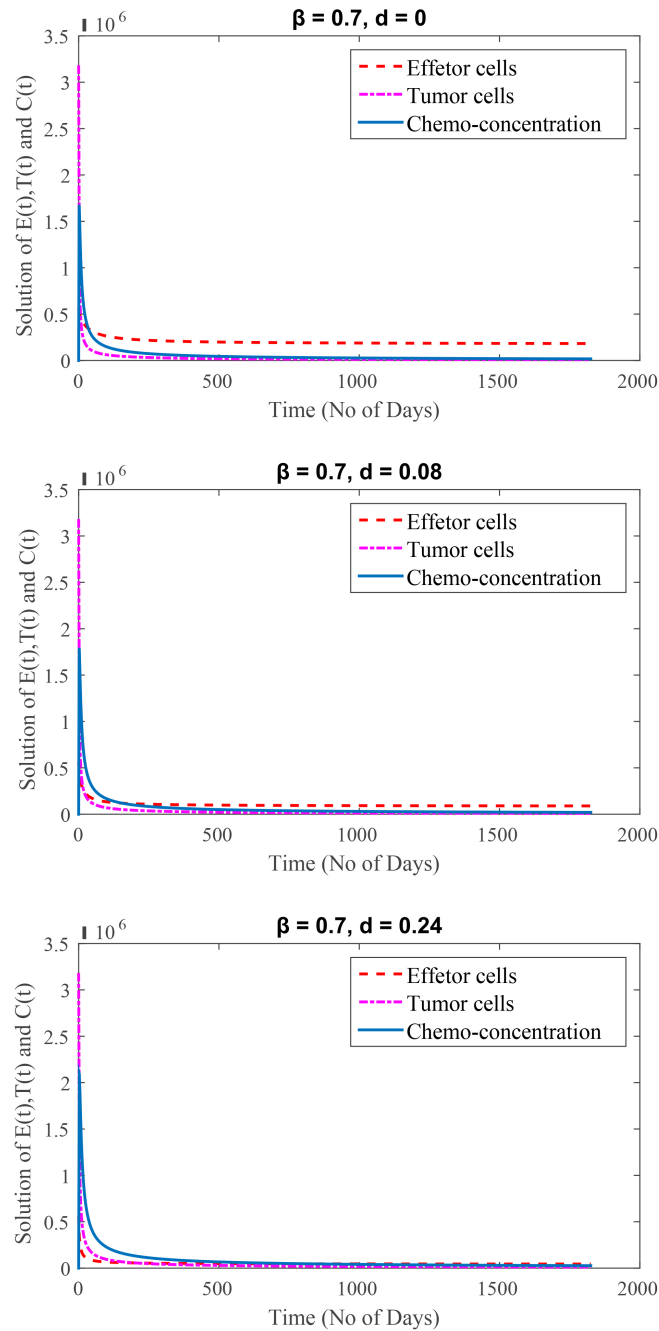 β = 0.7, d = 0
10^6
3.5
3
2.5
2
1.5
1
0.5
0
Solution of E(t),T(t) and C(t)
Effetor cells
Tumor cells
Chemo-concentration
0 500 1000 1500 2000
Time (No of Days)
β = 0.7, d = 0.08
10^6
3.5
3
2.5
2
1.5
1
0.5
0
Solution of E(t),T(t) and C(t)
Effetor cells
Tumor cells
Chemo-concentration
0 500 1000 1500 2000
Time (No of Days)
β = 0.7, d = 0.24
10^6
3.5
3
2.5
2
1.5
1
0.5
0
Solution of E(t),T(t) and C(t)
Effetor cells
Tumor cells
Chemo-concentration
0 500 1000 1500 2000
Time (No of Days)